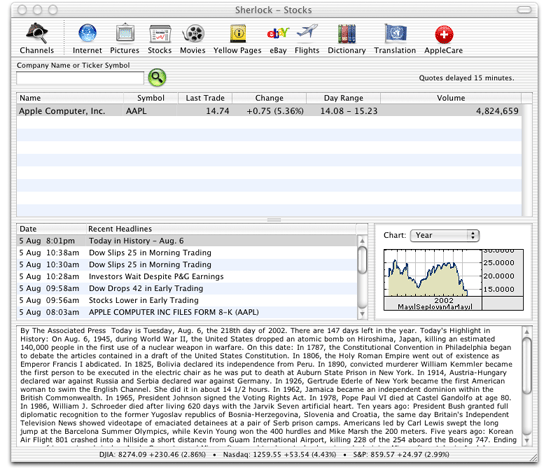 Sherlock – Stocks
Channels Internet Pictures Stocks Movies Yellow Pages eBay Flights Dictionary Translation AppleCare
Company Name or Ticker Symbol
Quotes delayed 15 minutes.
Name Symbol Last Trade Change Day Range Volume
Apple Computer, Inc. AAPL 14.74 +0.75 (5.36%) 14.08 – 15.23 4,824,659
Date Recent Headlines
5 Aug 8:01pm Today in History – Aug. 6
5 Aug 10:38am Dow Slips 25 in Morning Trading
5 Aug 10:30am Dow Slips 25 in Morning Trading
5 Aug 10:28am Investors Wait Despite P&G Earnings
5 Aug 09:58am Dow Drops 42 in Early Trading
5 Aug 09:56am Stocks Lower in Early Trading
5 Aug 08:03am APPLE COMPUTER INC FILES FORM 8-K (AAPL)
Chart: Year
25.0000
20.0000
15.0000
2002
By The Associated Press Today is Tuesday, Aug. 6, the 218th day of 2002. There are 147 days left in the year. Today's Highlight in
History: On Aug. 6, 1945, during World War II, the United States dropped an atomic bomb on Hiroshima, Japan, killing an estimated
140,000 people in the first use of a nuclear weapon in warfare. On this date: In 1787, the Constitutional Convention in Philadelphia began
to debate the articles contained in a draft of the United States Constitution. In 1806, the Holy Roman Empire went out of existence as
Emperor Francis I abdicated. In 1825, Bolivia declared its independence from Peru. In 1890, convicted murderer William Kemmler became
the first person to be executed in the electric chair as he was put to death at Auburn State Prison in New York. In 1914, Austria-Hungary
declared war against Russia and Serbia declared war against Germany. In 1926, Gertrude Ederle of New York became the first American
woman to swim the English Channel. She did it in about 14 1/2 hours. In 1962, Jamaica became an independent dominion within the
British Commonwealth. In 1965, President Johnson signed the Voting Rights Act. In 1978, Pope Paul VI died at Castel Gandolfo at age 80.
In 1986, William J. Schroeder died after living 620 days with the Jarvik Seven artificial heart. Ten years ago: President Bush granted full
diplomatic recognition to the former Yugoslav republics of Bosnia-Herzegovina, Slovenia and Croatia, the same day Britain's Independent
Television News showed videotape of emaciated detainees at a pair of Serb prison camps. Americans led by Carl Lewis swept the long
jump at the Barcelona Summer Olympics, while Kevin Young won the 400 hurdles and Mike Marsh the 200 meters. Five years ago: Korean
Air Flight 801 crashed into a hillside a short distance from Guam International Airport, killing 228 of the 254 aboard the Boeing 747. Ending
DJIA: 8274.09 +230.46 (2.86%) • Nasdaq: 1259.55 +53.54 (4.43%) • S&P: 859.57 +24.97 (2.99%)